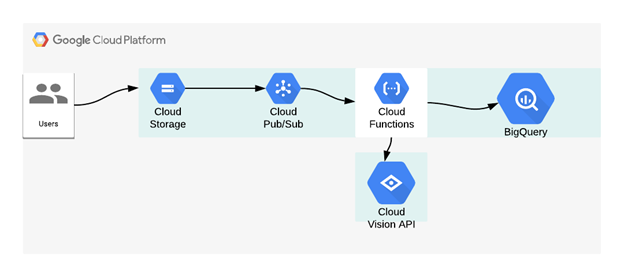 Google Cloud Platform
Users
Cloud
Storage
Cloud
Pub/Sub
Cloud
Functions
BigQuery
Cloud
Vision API